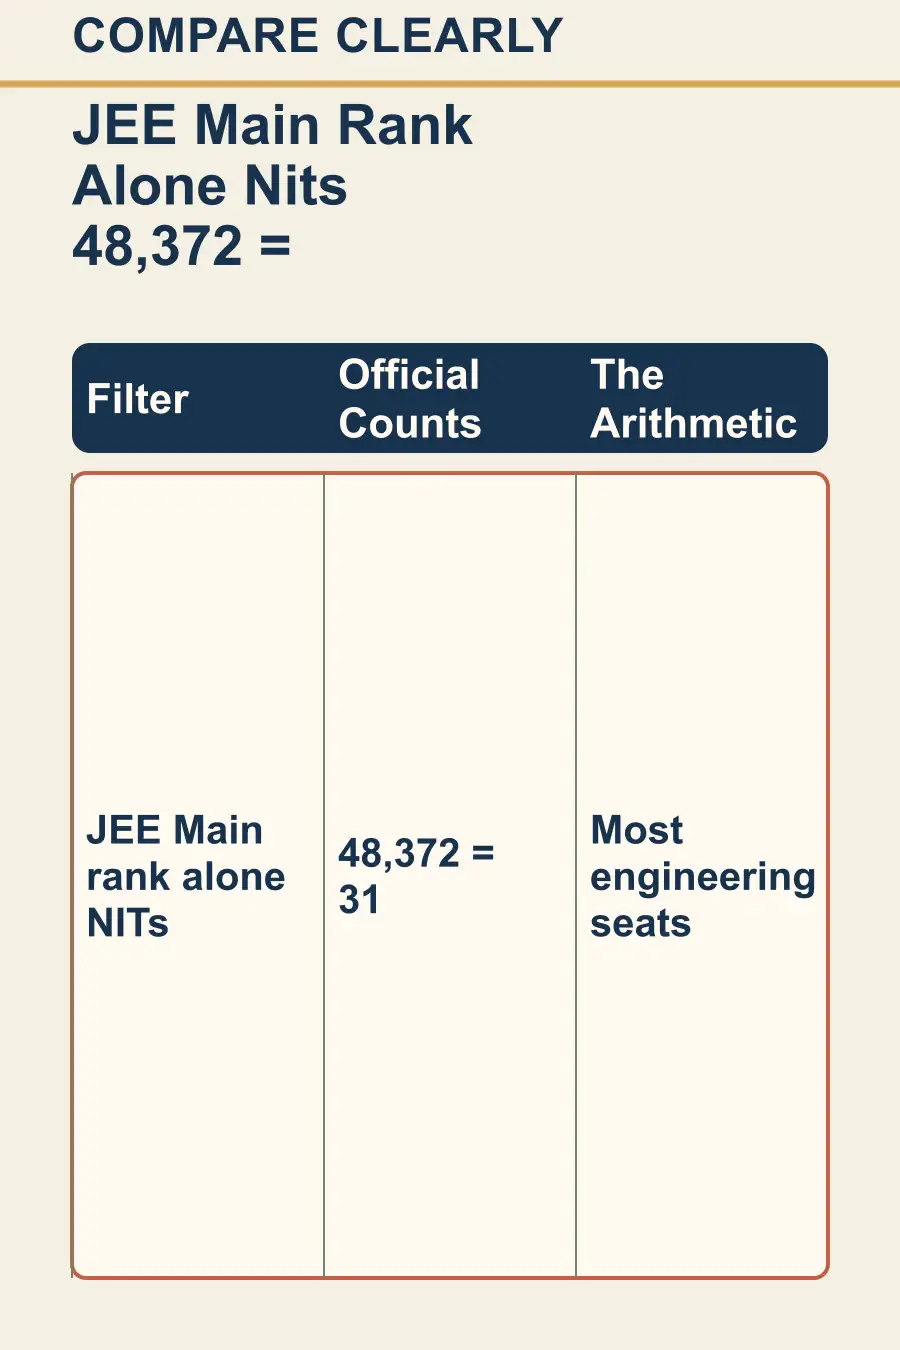 COMPARE CLEARLY
JEE Main Rank
Alone Nits
48,372 =
Filter
Official
Counts
The
Arithmetic
JEE Main
rank alone
NITs
48,372 =
31
Most
engineering
seats